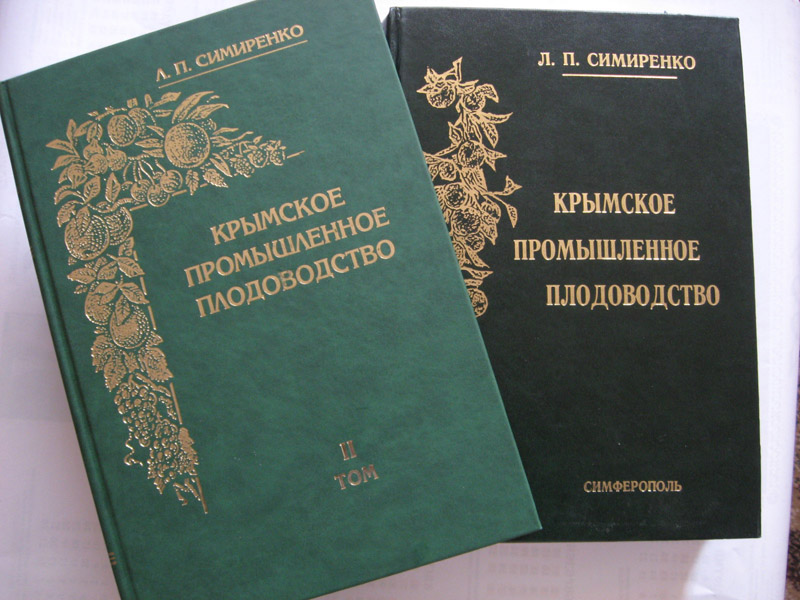 Л. П. СИМИРЕНКО
КРЫМСКОЕ
ПРОМЫШЛЕННОЕ
ПЛОДОВОДСТВО
II
ТОМ
Л. П. СИМИРЕНКО
КРЫМСКОЕ
ПРОМЫШЛЕННОЕ
ПЛОДОВОДСТВО
СИМФЕРОПОЛЬ